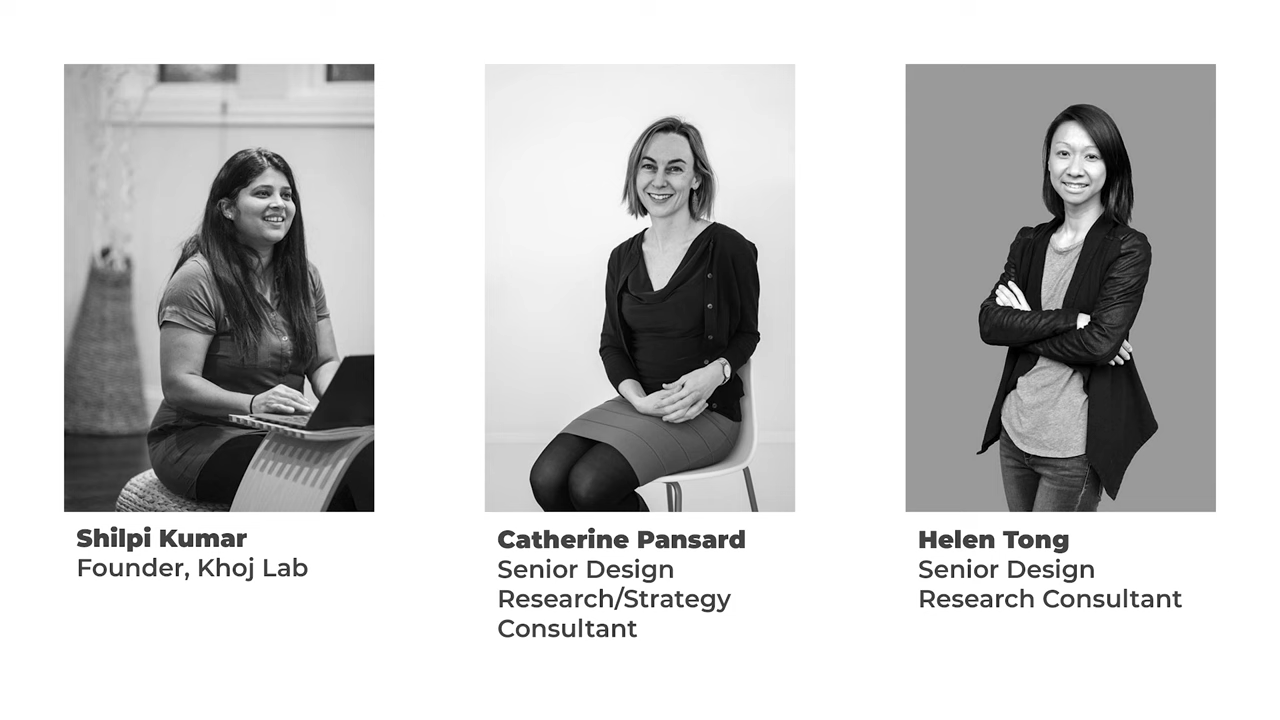 Shilpi Kumar
Founder, Khoj Lab
Catherine Pansard
Senior Design
Research/Strategy
Consultant
Helen Tong
Senior Design
Research Consultant